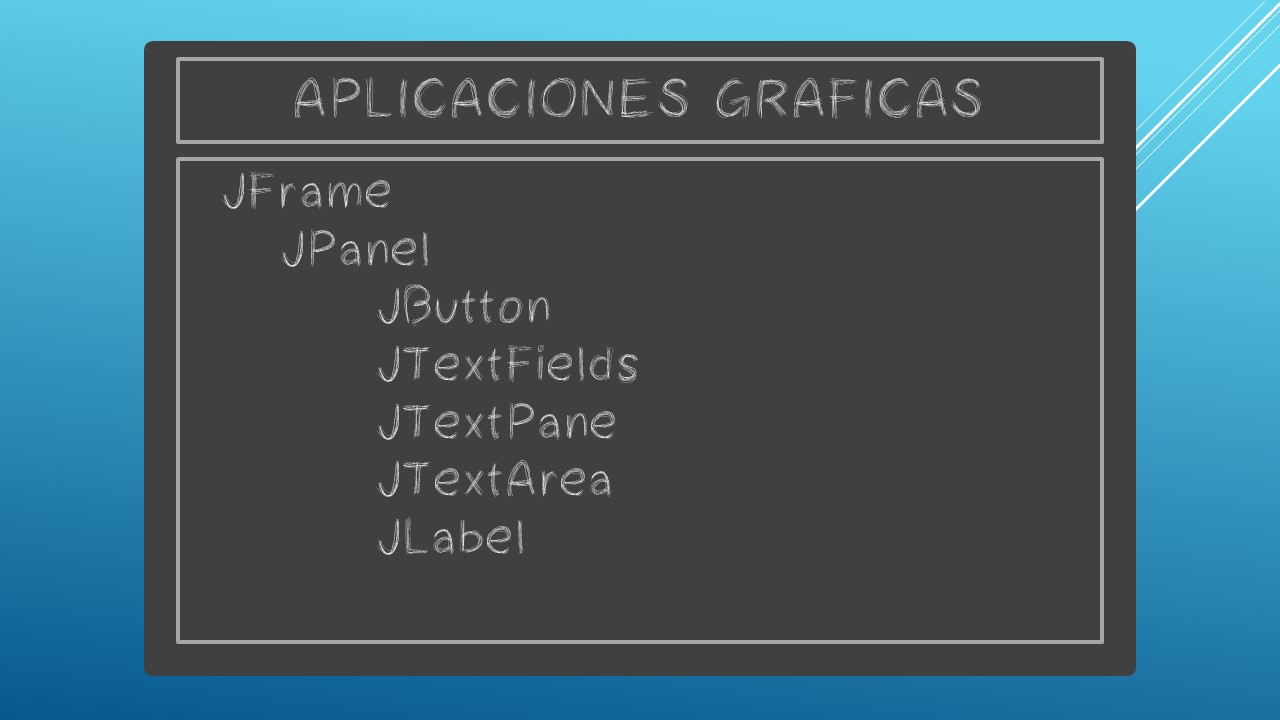 APLICACIONES GRAFICAS
JFrame
JPanel
JButton
JTextFields
JTextPane
JTextArea
JLabel